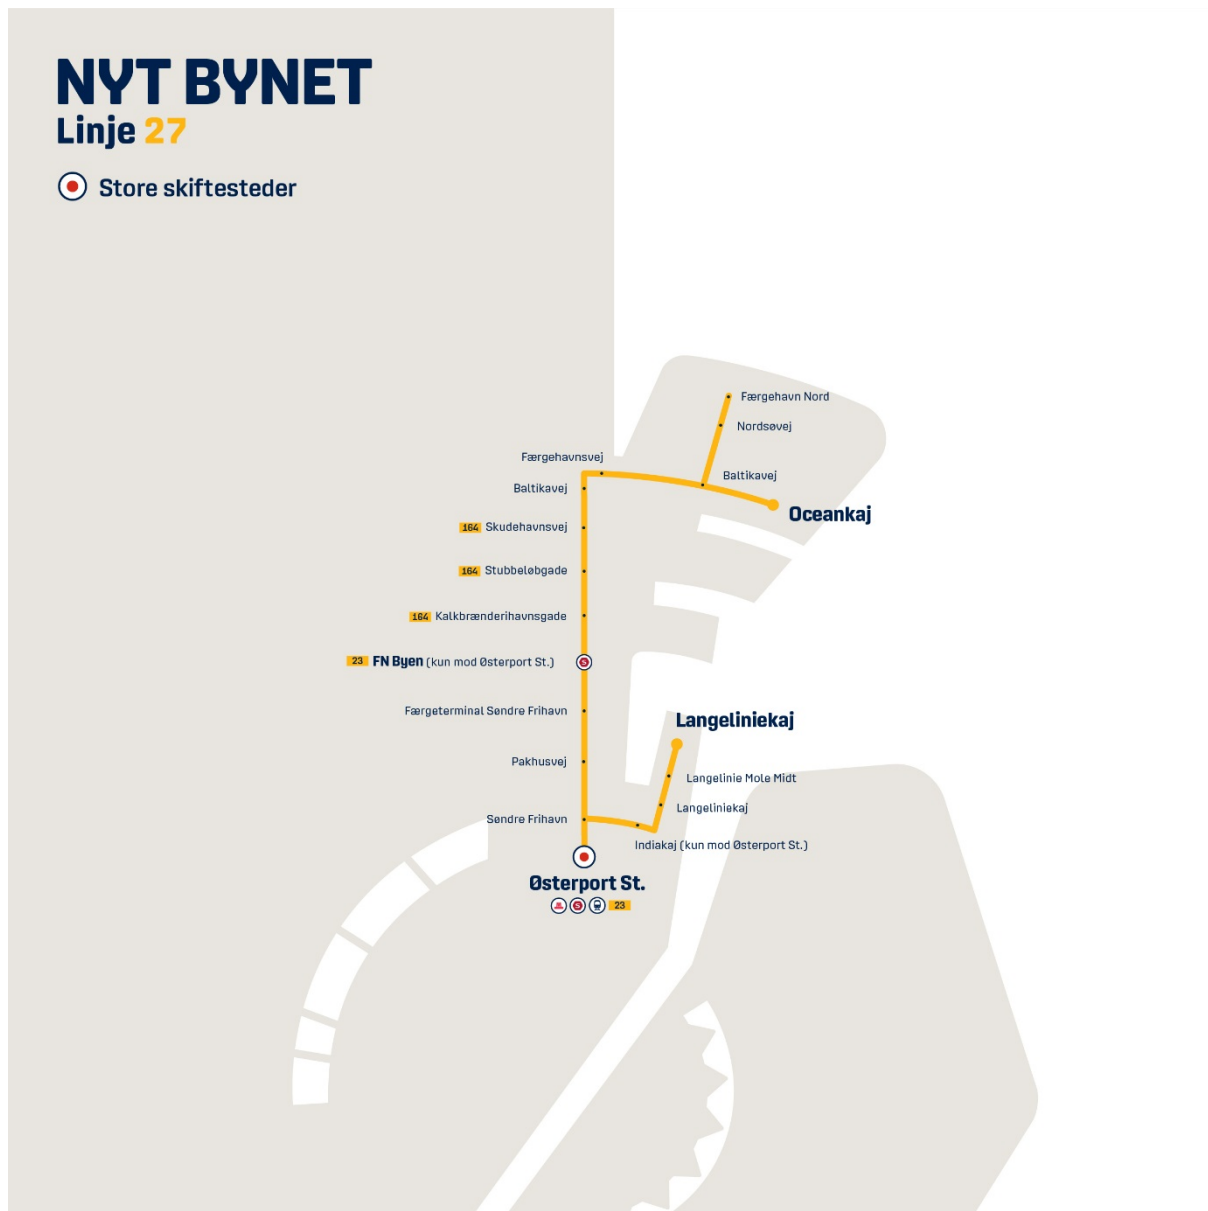 NYT BYNET
Linje 27
Store skiftesteder
Færgehavn Nord
Nordsøvej
Færgehavnsvej
Baltikavej
Baltikavej
Oceankaj
164 Skudehavnsvej
164 Stubbeløbgade
164 Kalkbrænderihavnsgade
23 FN Byen (kun mod Østerport St.)
Færgeterminal Søndre Frihavn
Langeliniekaj
Pakhusvej
Langelinie Mole Midt
Langeliniekaj
Søndre Frihavn
Indiakaj (kun mod Østerport St.)
Østerport St.
S 23